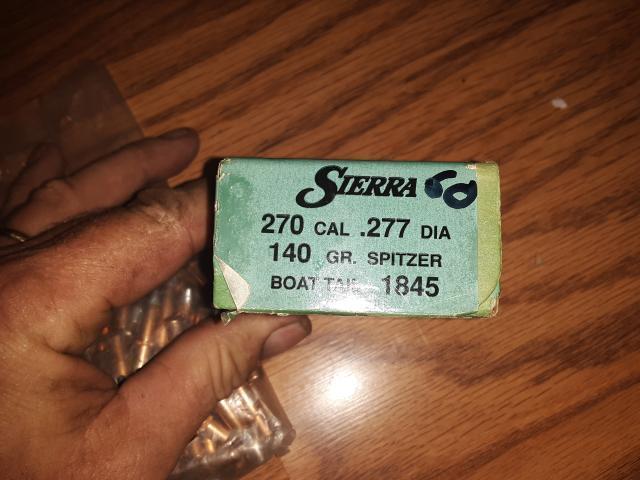 SIERRA 60
270 CAL .277 DIA
140 GR. SPITZER
BOAT TAIL 1845